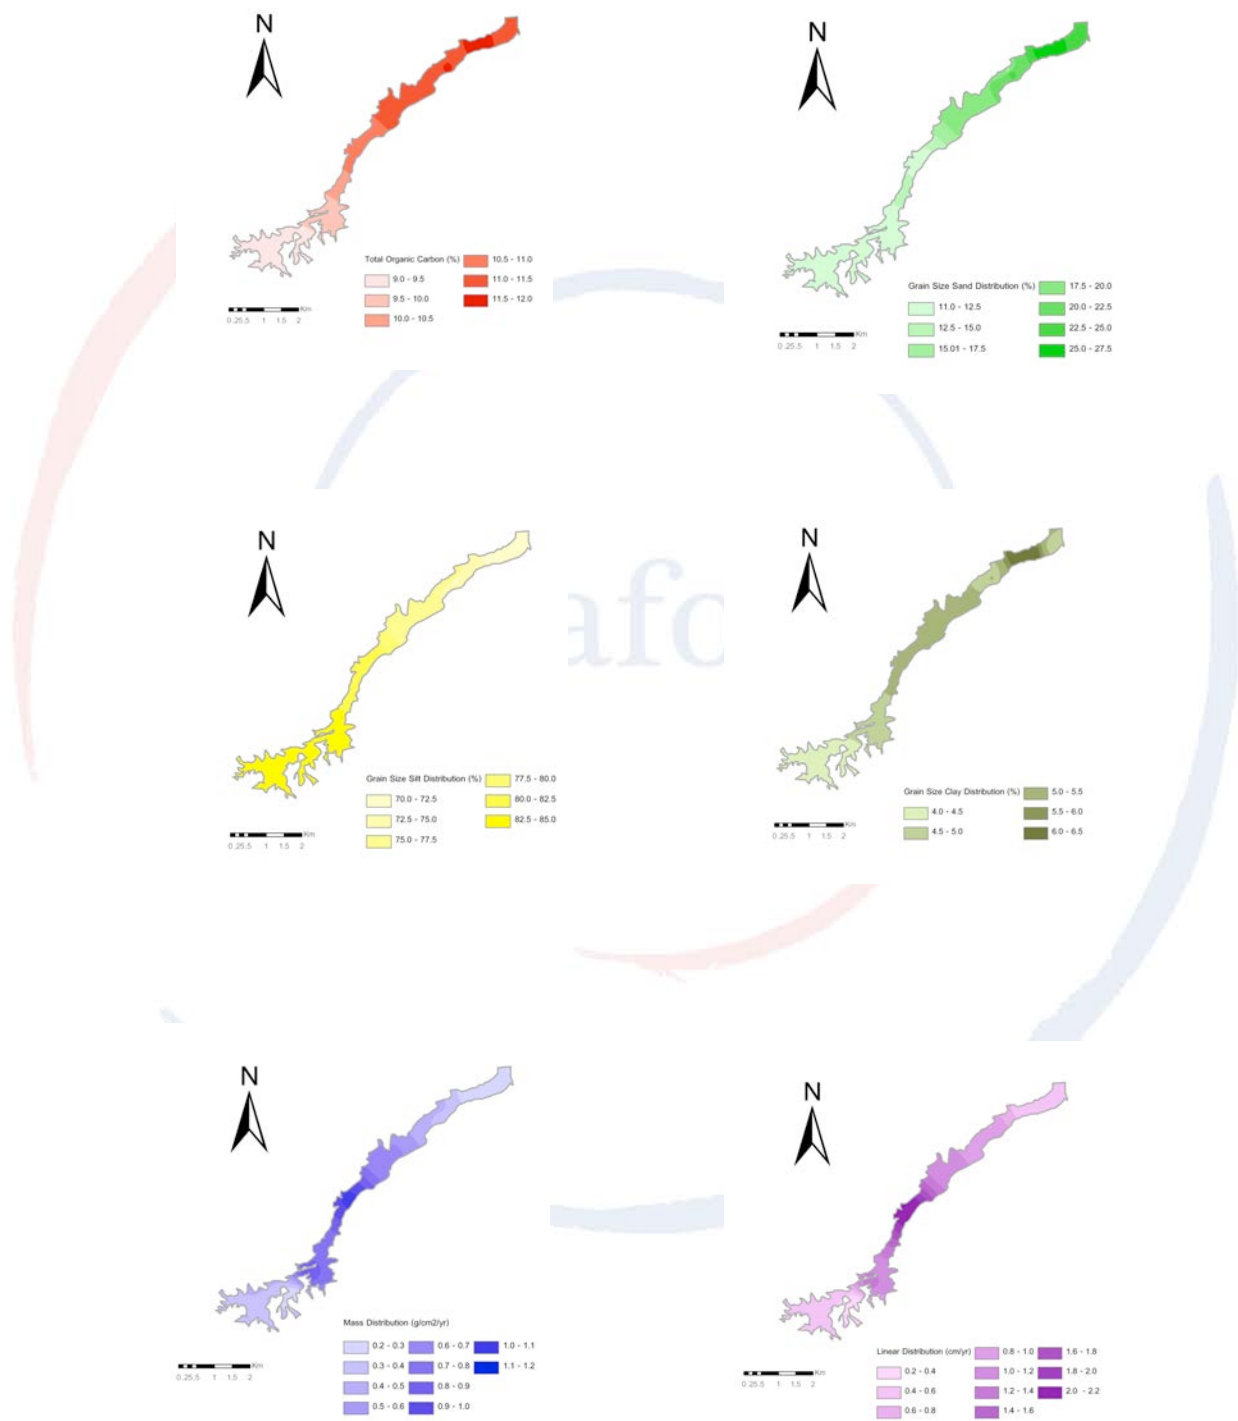 N
Total Organic Carbon (%)
9.0 - 9.5
9.5 - 10.0
10.0 - 10.5
10.5 - 11.0
11.0 - 11.5
11.5 - 12.0
Km
0.25.5 1 1.5 2
N
Grain Size Sand Distribution (%)
11.0 - 12.5
12.5 - 15.0
15.01 - 17.5
17.5 - 20.0
20.0 - 22.5
22.5 - 25.0
25.0 - 27.5
Km
0.25.5 1 1.5 2
afo
N
Grain Size Silt Distribution (%)
70.0 - 72.5
72.5 - 75.0
75.0 - 77.5
77.5 - 80.0
80.0 - 82.5
82.5 - 85.0
Km
0.25.5 1 1.5 2
N
Grain Size Clay Distribution (%)
4.0 - 4.5
4.5 - 5.0
5.0 - 5.5
5.5 - 6.0
6.0 - 6.5
Km
0.25.5 1 1.5 2
N
Mass Distribution (g/cm2/yr)
0.2 - 0.3
0.3 - 0.4
0.4 - 0.5
0.5 - 0.6
0.6 - 0.7
0.7 - 0.8
0.8 - 0.9
0.9 - 1.0
1.0 - 1.1
1.1 - 1.2
Km
0.25.5 1 1.5 2
N
Linear Distribution (cm/yr)
0.2 - 0.4
0.4 - 0.6
0.6 - 0.8
0.8 - 1.0
1.0 - 1.2
1.2 - 1.4
1.4 - 1.6
1.6 - 1.8
1.8 - 2.0
2.0 - 2.2
Km
0.25.5 1 1.5 2